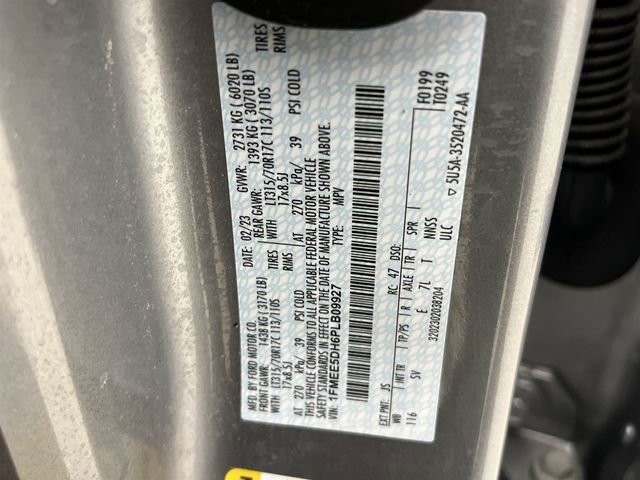 MFD. BY FORD MOTOR CO.
DATE: 02/23 GVWR: 2731 KG ( 6020 LB)
FRONT GAWR: 1438 KG (3170 LB) REAR GAWR: 1393 KG ( 3070 LB)
WITH LT315/70R17C 113/110S TIRES WITH LT315/70R17C 113/110S TIRES
17x8.5J RIMS 17x8.5J RIMS
AT 270 kPa/ 39 PSI COLD AT 270 kPa/ 39 PSI COLD
THIS VEHICLE CONFORMS TO ALL APPLICABLE FEDERAL MOTOR VEHICLE
SAFETY STANDARDS IN EFFECT ON THE DATE OF MANUFACTURE SHOWN ABOVE.
VIN: 1FMEE5DH6PLB09927 TYPE: MPV
F0199
T0249
EXT PNT: JS RC: 47 DSO:
WB INT TR TP/PS R AXLE TR SPR
116 SV E 7L T MNSS
ULC
3202302038204
▽ 5U5A-3520472-AA